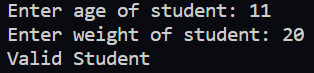 Enter age of student: 11
Enter weight of student: 20
Valid Student